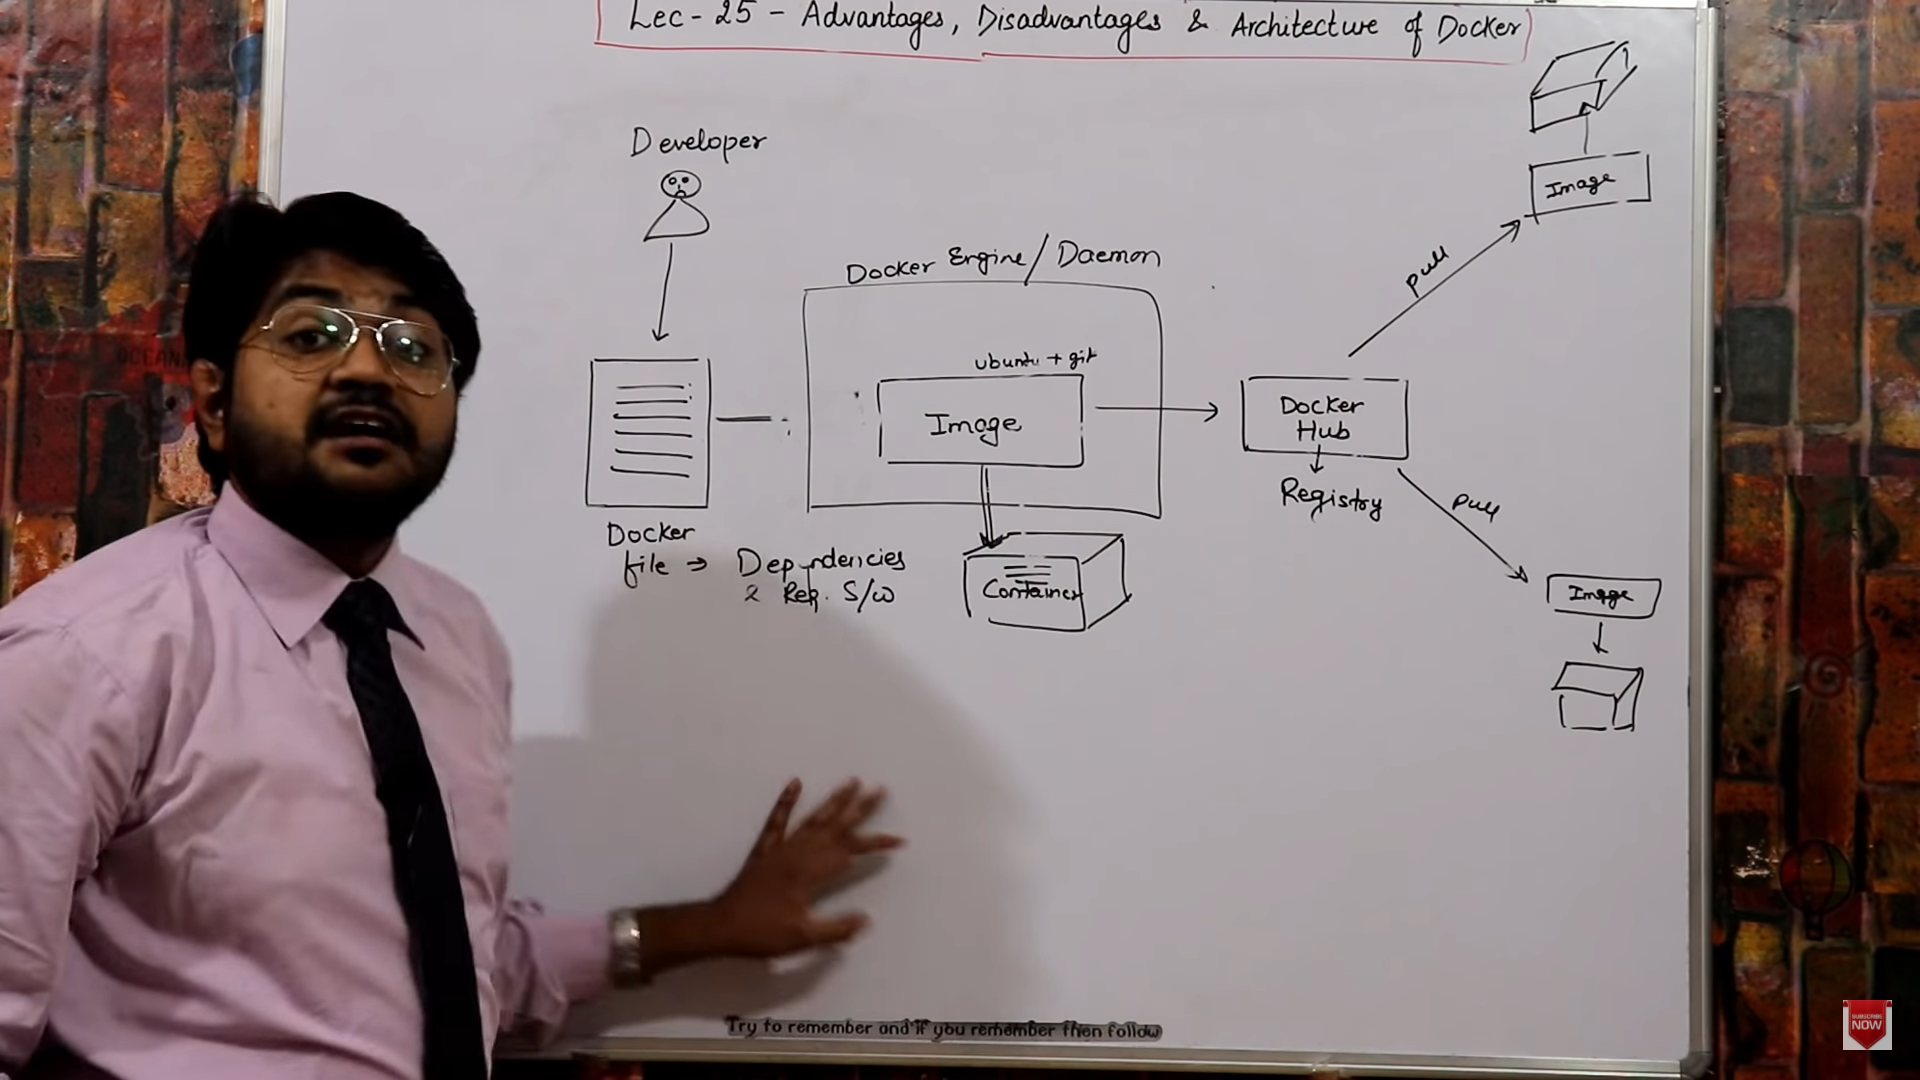 Lec - 25 - Advantages, Disadvantages & Architecture of Docker
Developer
Docker Engine / Daemon
ubuntu + git
Image
Docker
file → Dependencies
& Req. S/W
Container
Docker
Hub
Registry
Pull
Image
Pull
Image
Try to remember and if you remember then follow
SUBSCRIBE
NOW